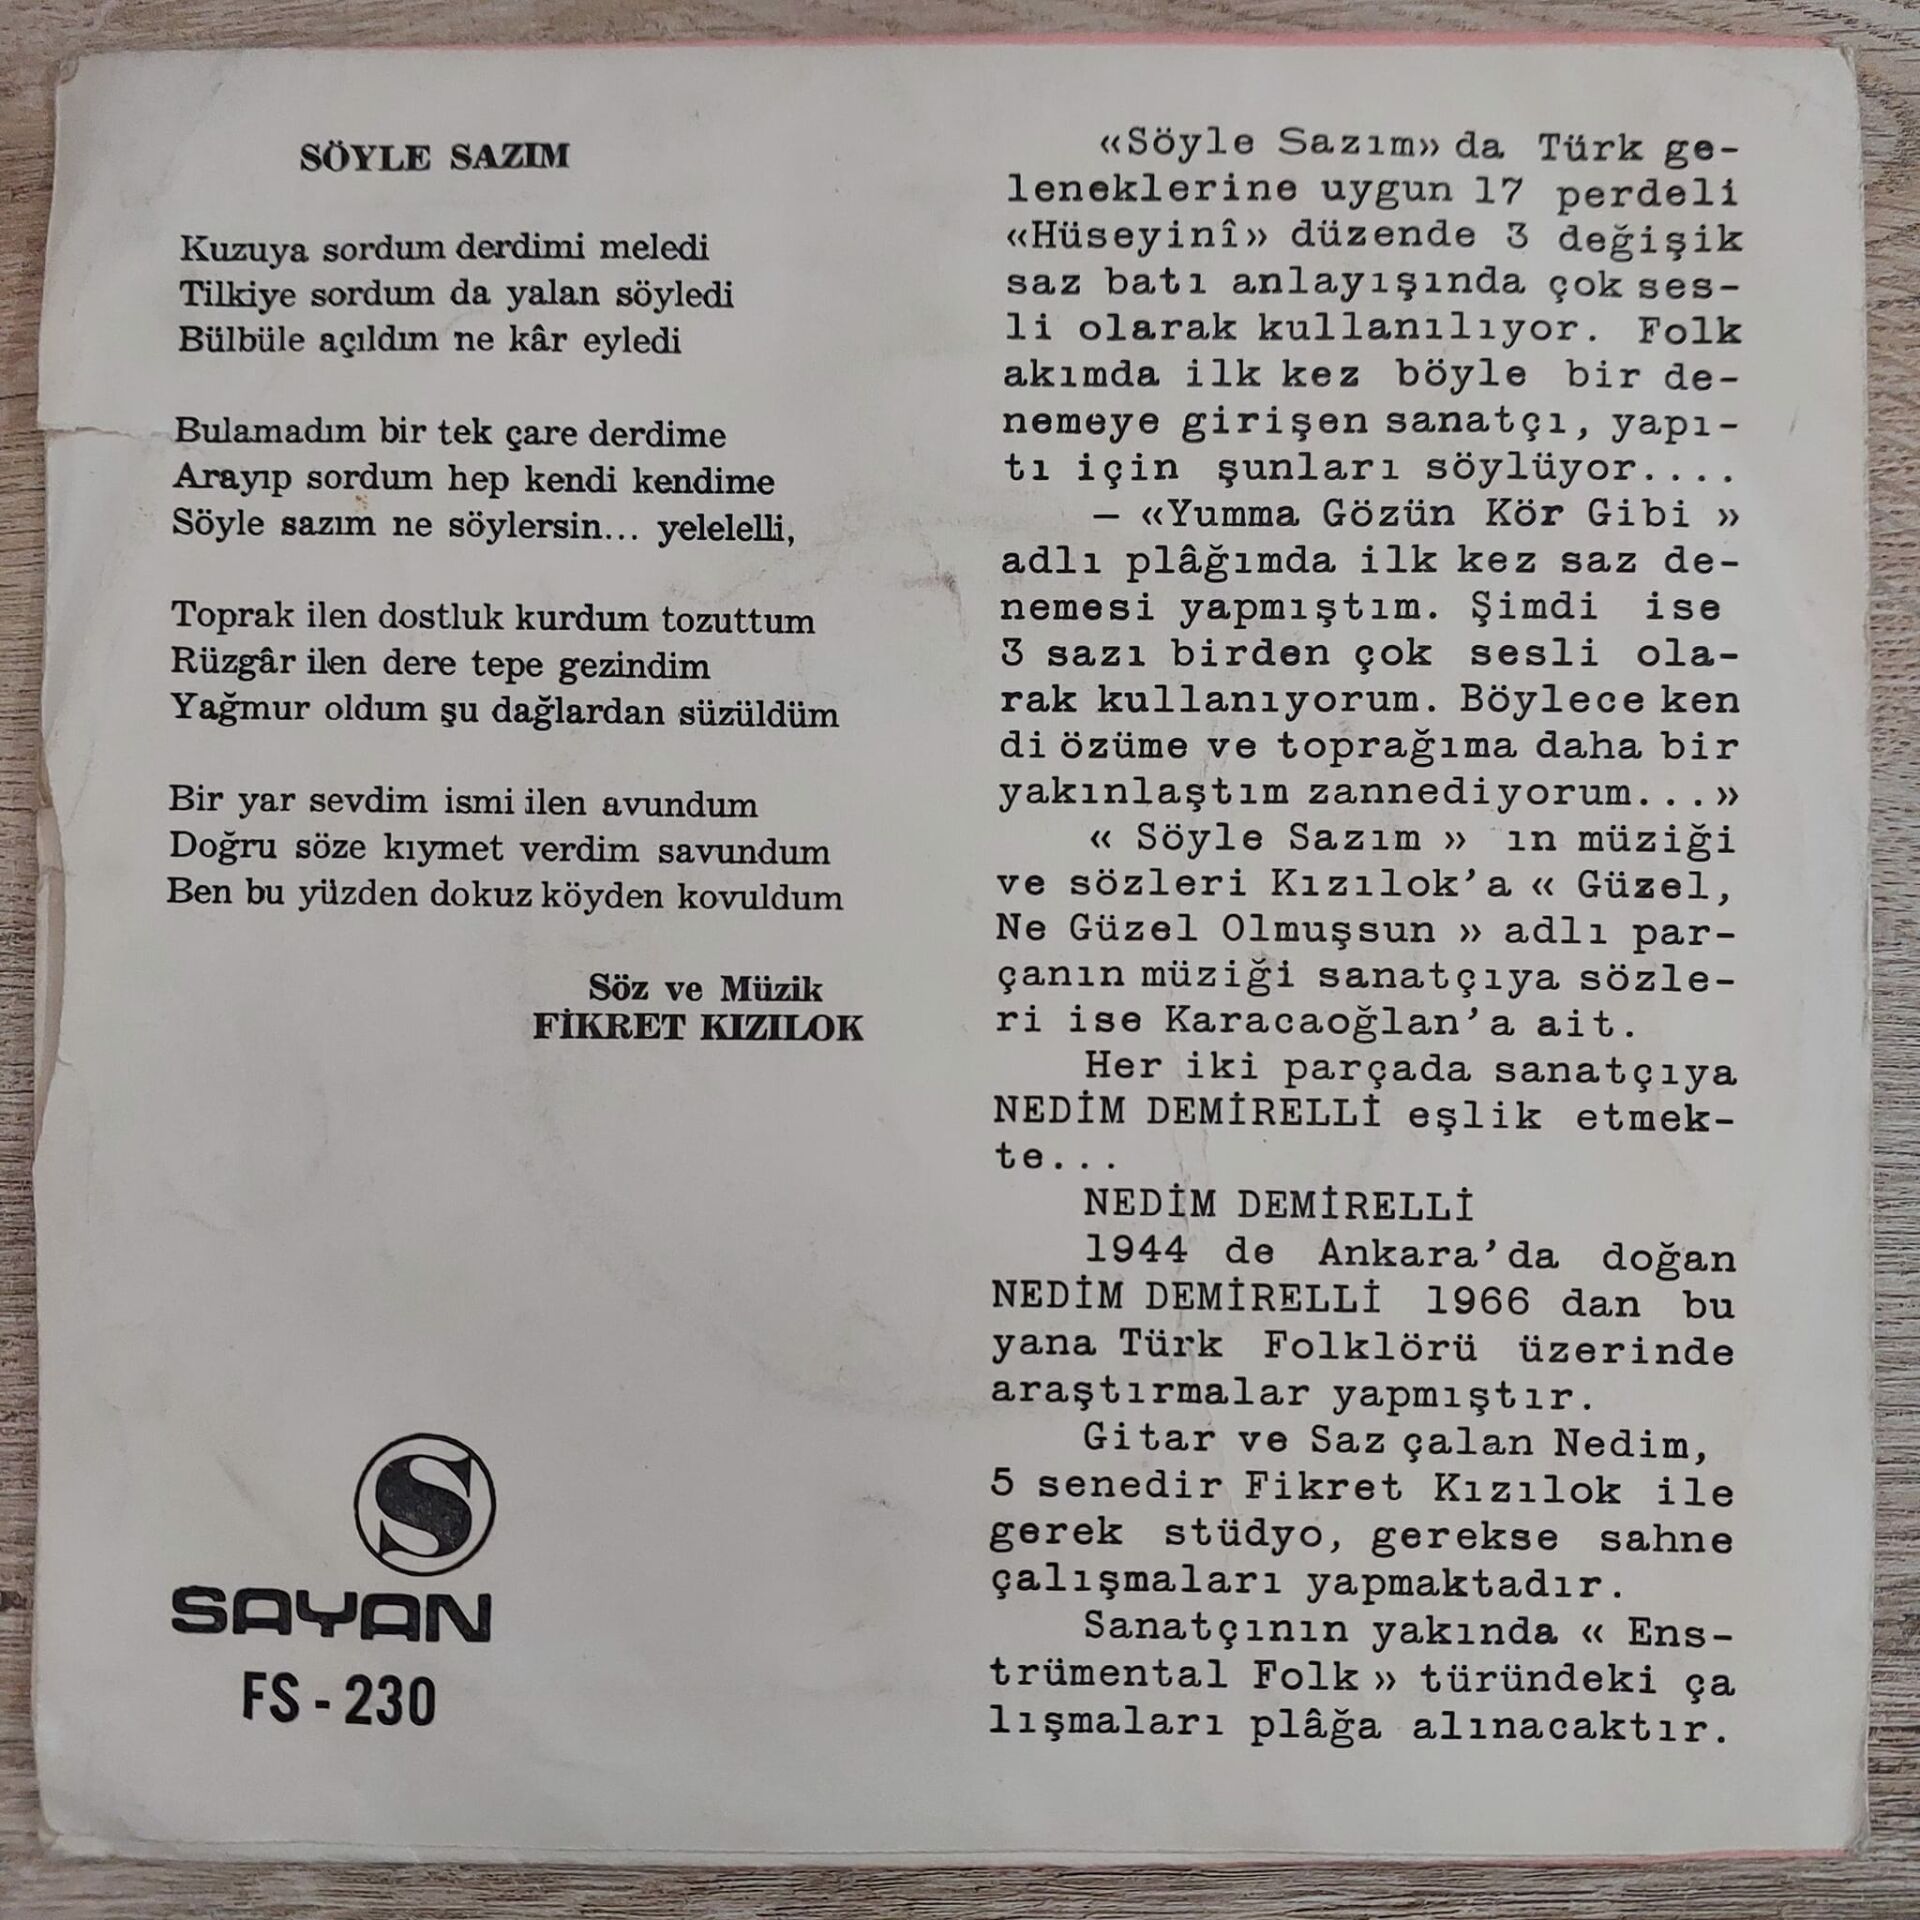 SÖYLE SAZIM
Kuzuya sordum derdimi meledi
Tilkiye sordum da yalan söyledi
Bülbüle açıldım ne kâr eyledi
Bulamadım bir tek çare derdime
Arayıp sordum hep kendi kendime
Söyle sazım ne söylersin... yelelelli,
Toprak ilen dostluk kurdum tozuttum
Rüzgâr ilen dere tepe gezindim
Yağmur oldum şu dağlardan süzüldüm
Bir yar sevdim ismi ilen avundum
Doğru söze kıymet verdim savundum
Ben bu yüzden dokuz köyden kovuldum
Söz ve Müzik
FİKRET KIZILOK
S
SAYAN
FS - 230
«Söyle Sazım» da Türk ge-
leneklerine uygun 17 perdeli
«Hüseyinî» düzende 3 değişik
saz batı anlayışında çok ses-
li olarak kullanılıyor. Folk
akımda ilk kez böyle bir de-
nemeye girişen sanatçı, yapı-
tı için şunları söylüyor....
— «Yumma Gözün Kör Gibi »
adlı plâğımda ilk kez saz de-
nemesi yapmıştım. Şimdi ise
3 sazı birden çok sesli ola-
rak kullanıyorum. Böylece ken
di özüme ve toprağıma daha bir
yakınlaştım zannediyorum...»
« Söyle Sazım » ın müziği
ve sözleri Kızılok'a « Güzel,
Ne Güzel Olmuşsun » adlı par-
çanın müziği sanatçıya sözle-
ri ise Karacaoğlan'a ait.
Her iki parçada sanatçıya
NEDİM DEMİRELLİ eşlik etmek-
te...
NEDİM DEMİRELLİ
1944 de Ankara'da doğan
NEDİM DEMİRELLİ 1966 dan bu
yana Türk Folklörü üzerinde
araştırmalar yapmıştır.
Gitar ve Saz çalan Nedim,
5 senedir Fikret Kızılok ile
gerek stüdyo, gerekse sahne
çalışmaları yapmaktadır.
Sanatçının yakında « Ens-
trümental Folk » türündeki ça
lışmaları plâğa alınacaktır.